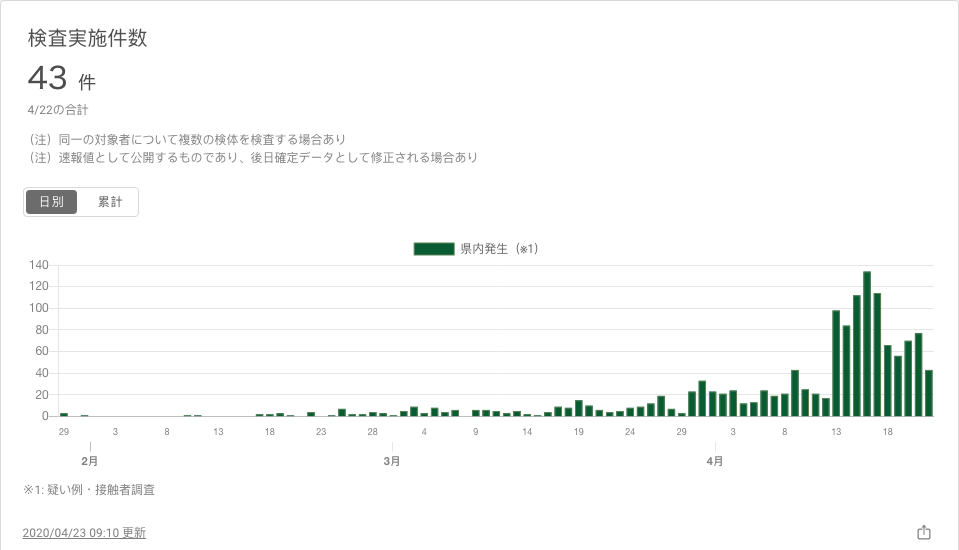 検査実施件数
43 件
4/22の合計
（注）同一の対象者について複数の検体を検査する場合あり
（注）速報値として公開するものであり、後日確定データとして修正される場合あり
日別 累計
県内発生（※1）
140
120
100
80
60
40
20
0
29 3 8 13 18 23 28 4 9 14 19 24 29 3 8 13 18
2月 3月 4月
※1: 疑い例・接触者調査
2020/04/23 09:10 更新